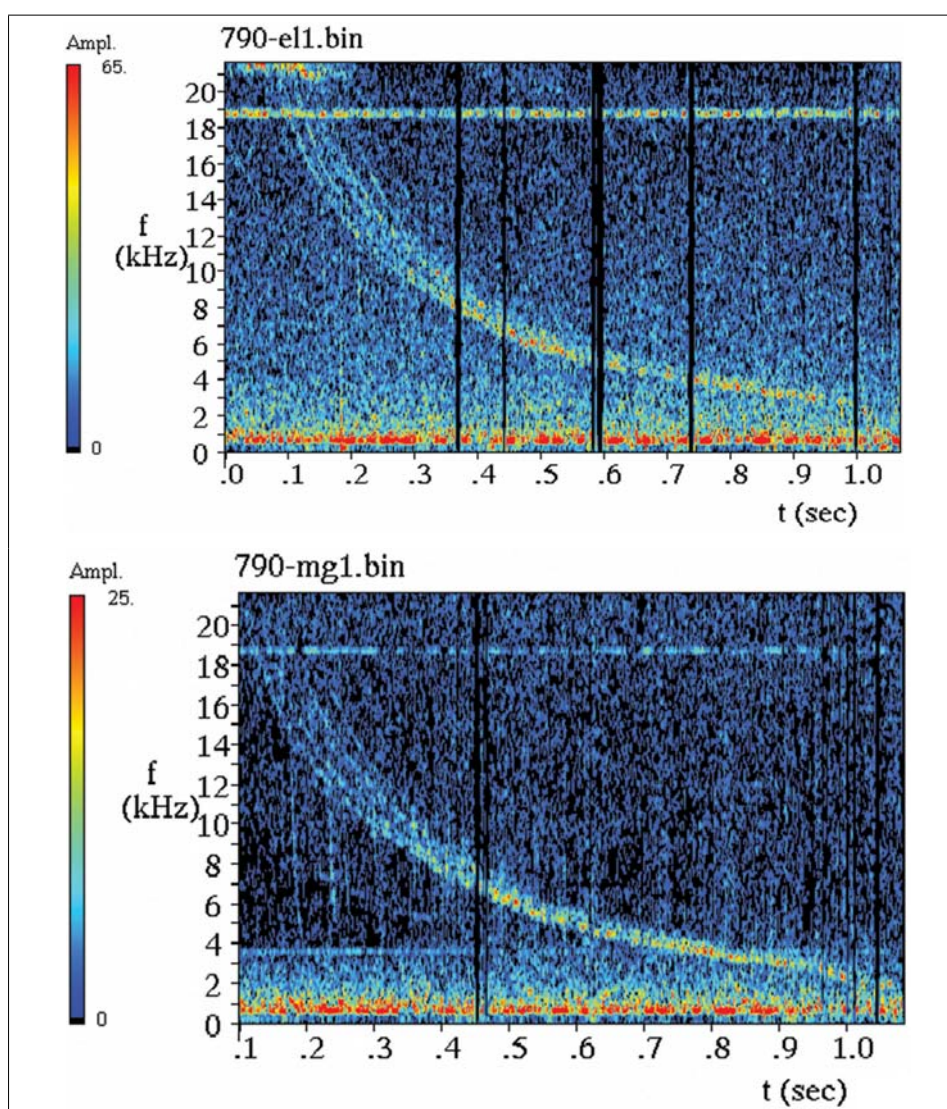 790-el1.bin
Ampl.
65.
0
20
18
16
14
12
10
8
6
4
2
0
f
(kHz)
.0 .1 .2 .3 .4 .5 .6 .7 .8 .9 1.0
t (sec)
790-mg1.bin
Ampl.
25.
0
20
18
16
14
12
10
8
6
4
2
0
f
(kHz)
.1 .2 .3 .4 .5 .6 .7 .8 .9 1.0
t (sec)